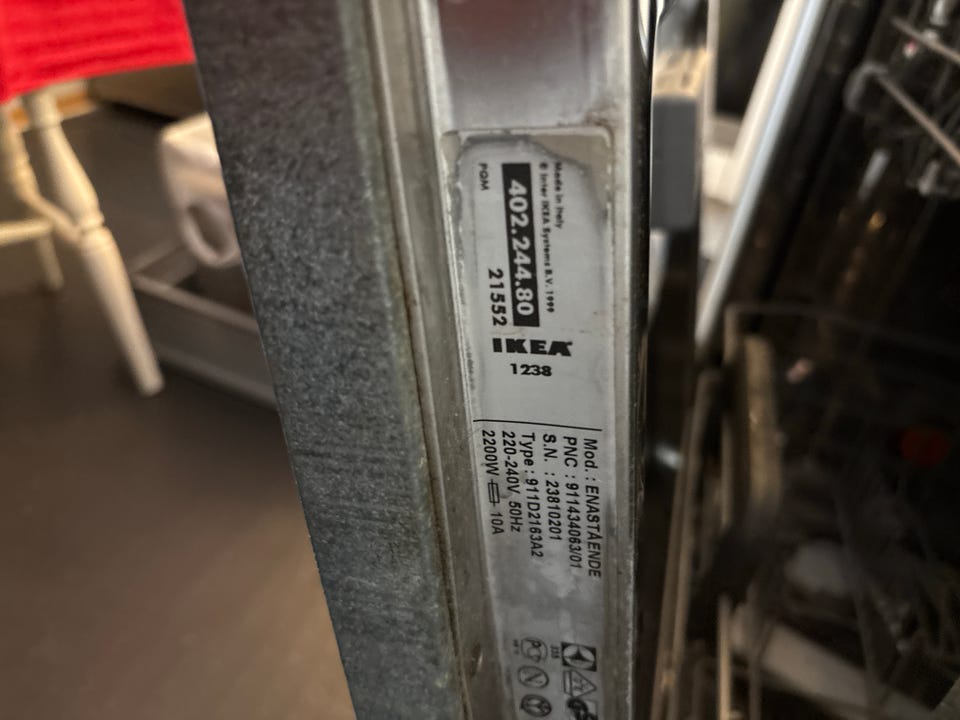 Made in Italy
© Inter IKEA Systems B.V. 1999
402.244.80
21552
PQM
IKEA
1238
Mod.: ENASTÅENDE
PNC : 911434063/01
S.N. : 23810201
Type : 911D2163A2
220-240V, 50Hz
2200W 10A